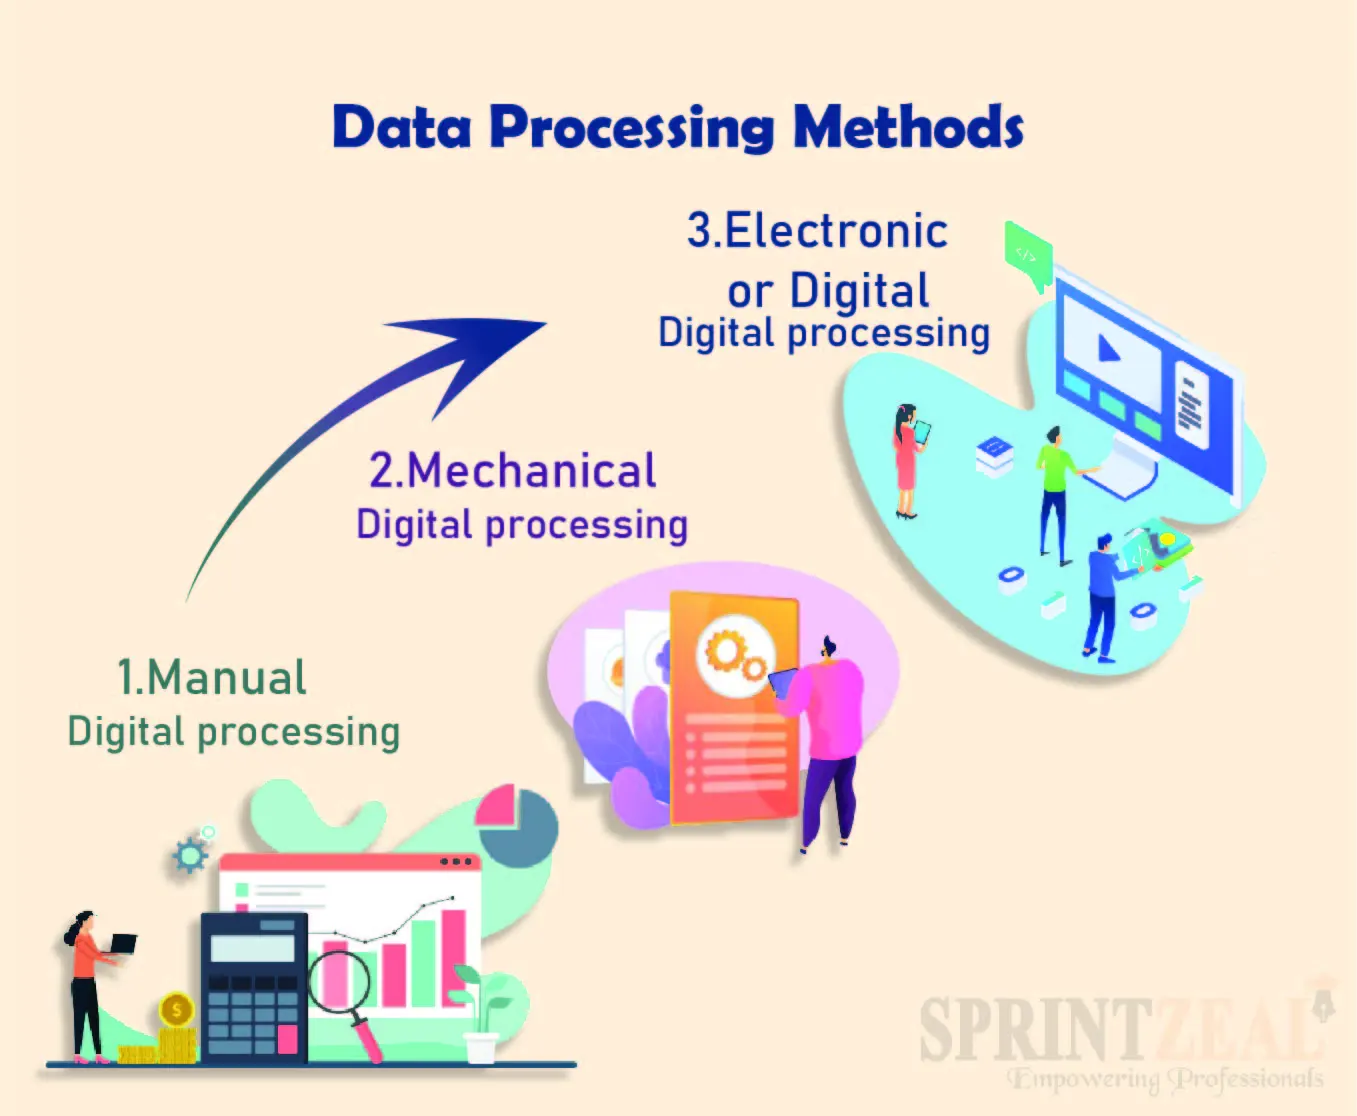 Data Processing Methods
3.Electronic
or Digital
Digital processing
2.Mechanical
Digital processing
1.Manual
Digital processing
$
</>
SPRINTZEAL
Empowering Professionals